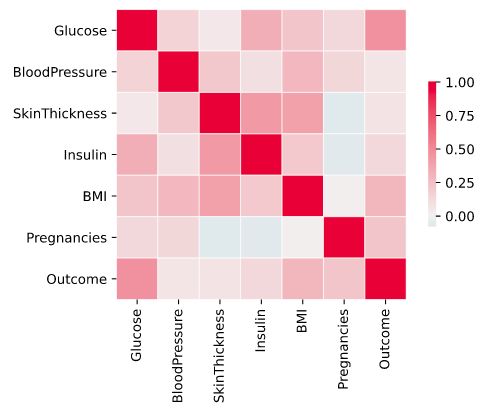 Glucose
BloodPressure
SkinThickness
Insulin
BMI
Pregnancies
Outcome
Glucose
BloodPressure
SkinThickness
Insulin
BMI
Pregnancies
Outcome
1.00
0.75
0.50
0.25
0.00